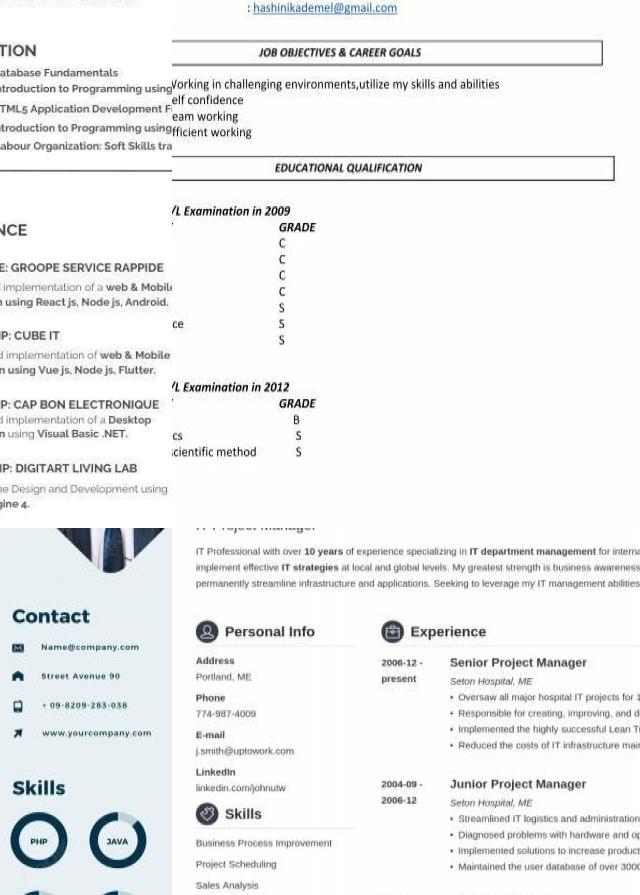 : hashinikademel@gmail.com
JOB OBJECTIVES & CAREER GOALS
Working in challenging environments,utilize my skills and abilities
elf confidence
eam working
fficient working
EDUCATIONAL QUALIFICATION
/L Examination in 2009
GRADE
C
C
C
C
S
ce S
S
/L Examination in 2012
GRADE
B
cs S
scientific method S
TION
atabase Fundamentals
ntroduction to Programming using
HTML5 Application Development F
ntroduction to Programming using
abour Organization: Soft Skills tra
NCE
E: GROOPE SERVICE RAPPIDE
implementation of a web & Mobile
n using React js, Node js, Android.
IP: CUBE IT
d implementation of web & Mobile
n using Vue js, Node js, Flutter.
IP: CAP BON ELECTRONIQUE
d implementation of a Desktop
n using Visual Basic .NET.
IP: DIGITART LIVING LAB
ne Design and Development using
gine 4.
Contact
Name@company.com
Street Avenue 90
+ 09-8209-283-038
www.yourcompany.com
Skills
PHP JAVA
IT Project Manager
IT Professional with over 10 years of experience specializing in IT department management for interna
implement effective IT strategies at local and global levels. My greatest strength is business awareness
permanently streamline infrastructure and applications. Seeking to leverage my IT management abilities
Personal Info
Address
Portland, ME
Phone
774-987-4009
E-mail
j.smith@uptowork.com
LinkedIn
linkedin.com/johnutw
Skills
Business Process Improvement
Project Scheduling
Sales Analysis
Experience
2006-12 - present
Senior Project Manager
Seton Hospital, ME
• Oversaw all major hospital IT projects for 1
• Responsible for creating, improving, and d
• Implemented the highly successful Lean Tr
• Reduced the costs of IT infrastructure mai
2004-09 - 2006-12
Junior Project Manager
Seton Hospital, ME
• Streamlined IT logistics and administration
• Diagnosed problems with hardware and op
• Implemented solutions to increase product
• Maintained the user database of over 3000